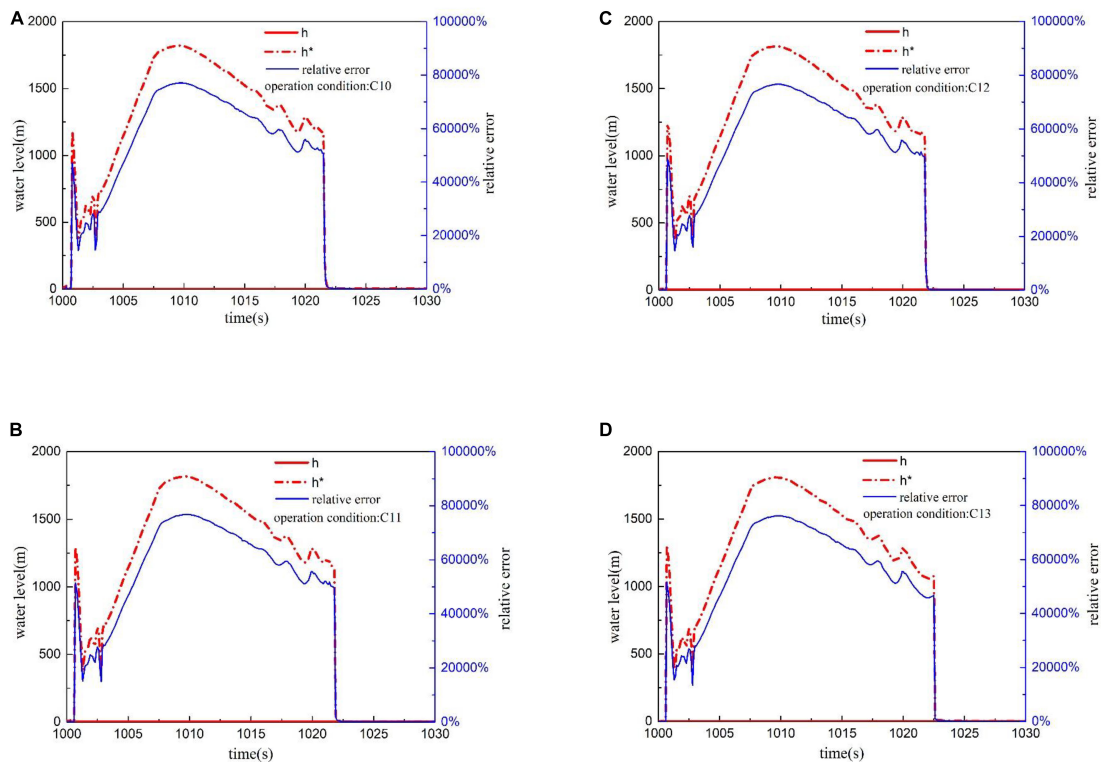 A
2000
1500
1000
500
0
water level(m)
h
h*
relative error
operation condition:C10
100000%
80000%
60000%
40000%
20000%
0%
relative error
1000 1005 1010 1015 1020 1025 1030
time(s)
C
2000
1500
1000
500
0
water level(m)
h
h*
relative error
operation condition:C12
100000%
80000%
60000%
40000%
20000%
0%
relative error
1000 1005 1010 1015 1020 1025 1030
time(s)
B
2000
1500
1000
500
0
water level(m)
h
h*
relative error
operation condition:C11
100000%
80000%
60000%
40000%
20000%
0%
relative error
1000 1005 1010 1015 1020 1025 1030
time(s)
D
2000
1500
1000
500
0
water level(m)
h
h*
relative error
operation condition:C13
100000%
80000%
60000%
40000%
20000%
0%
relative error
1000 1005 1010 1015 1020 1025 1030
time(s)